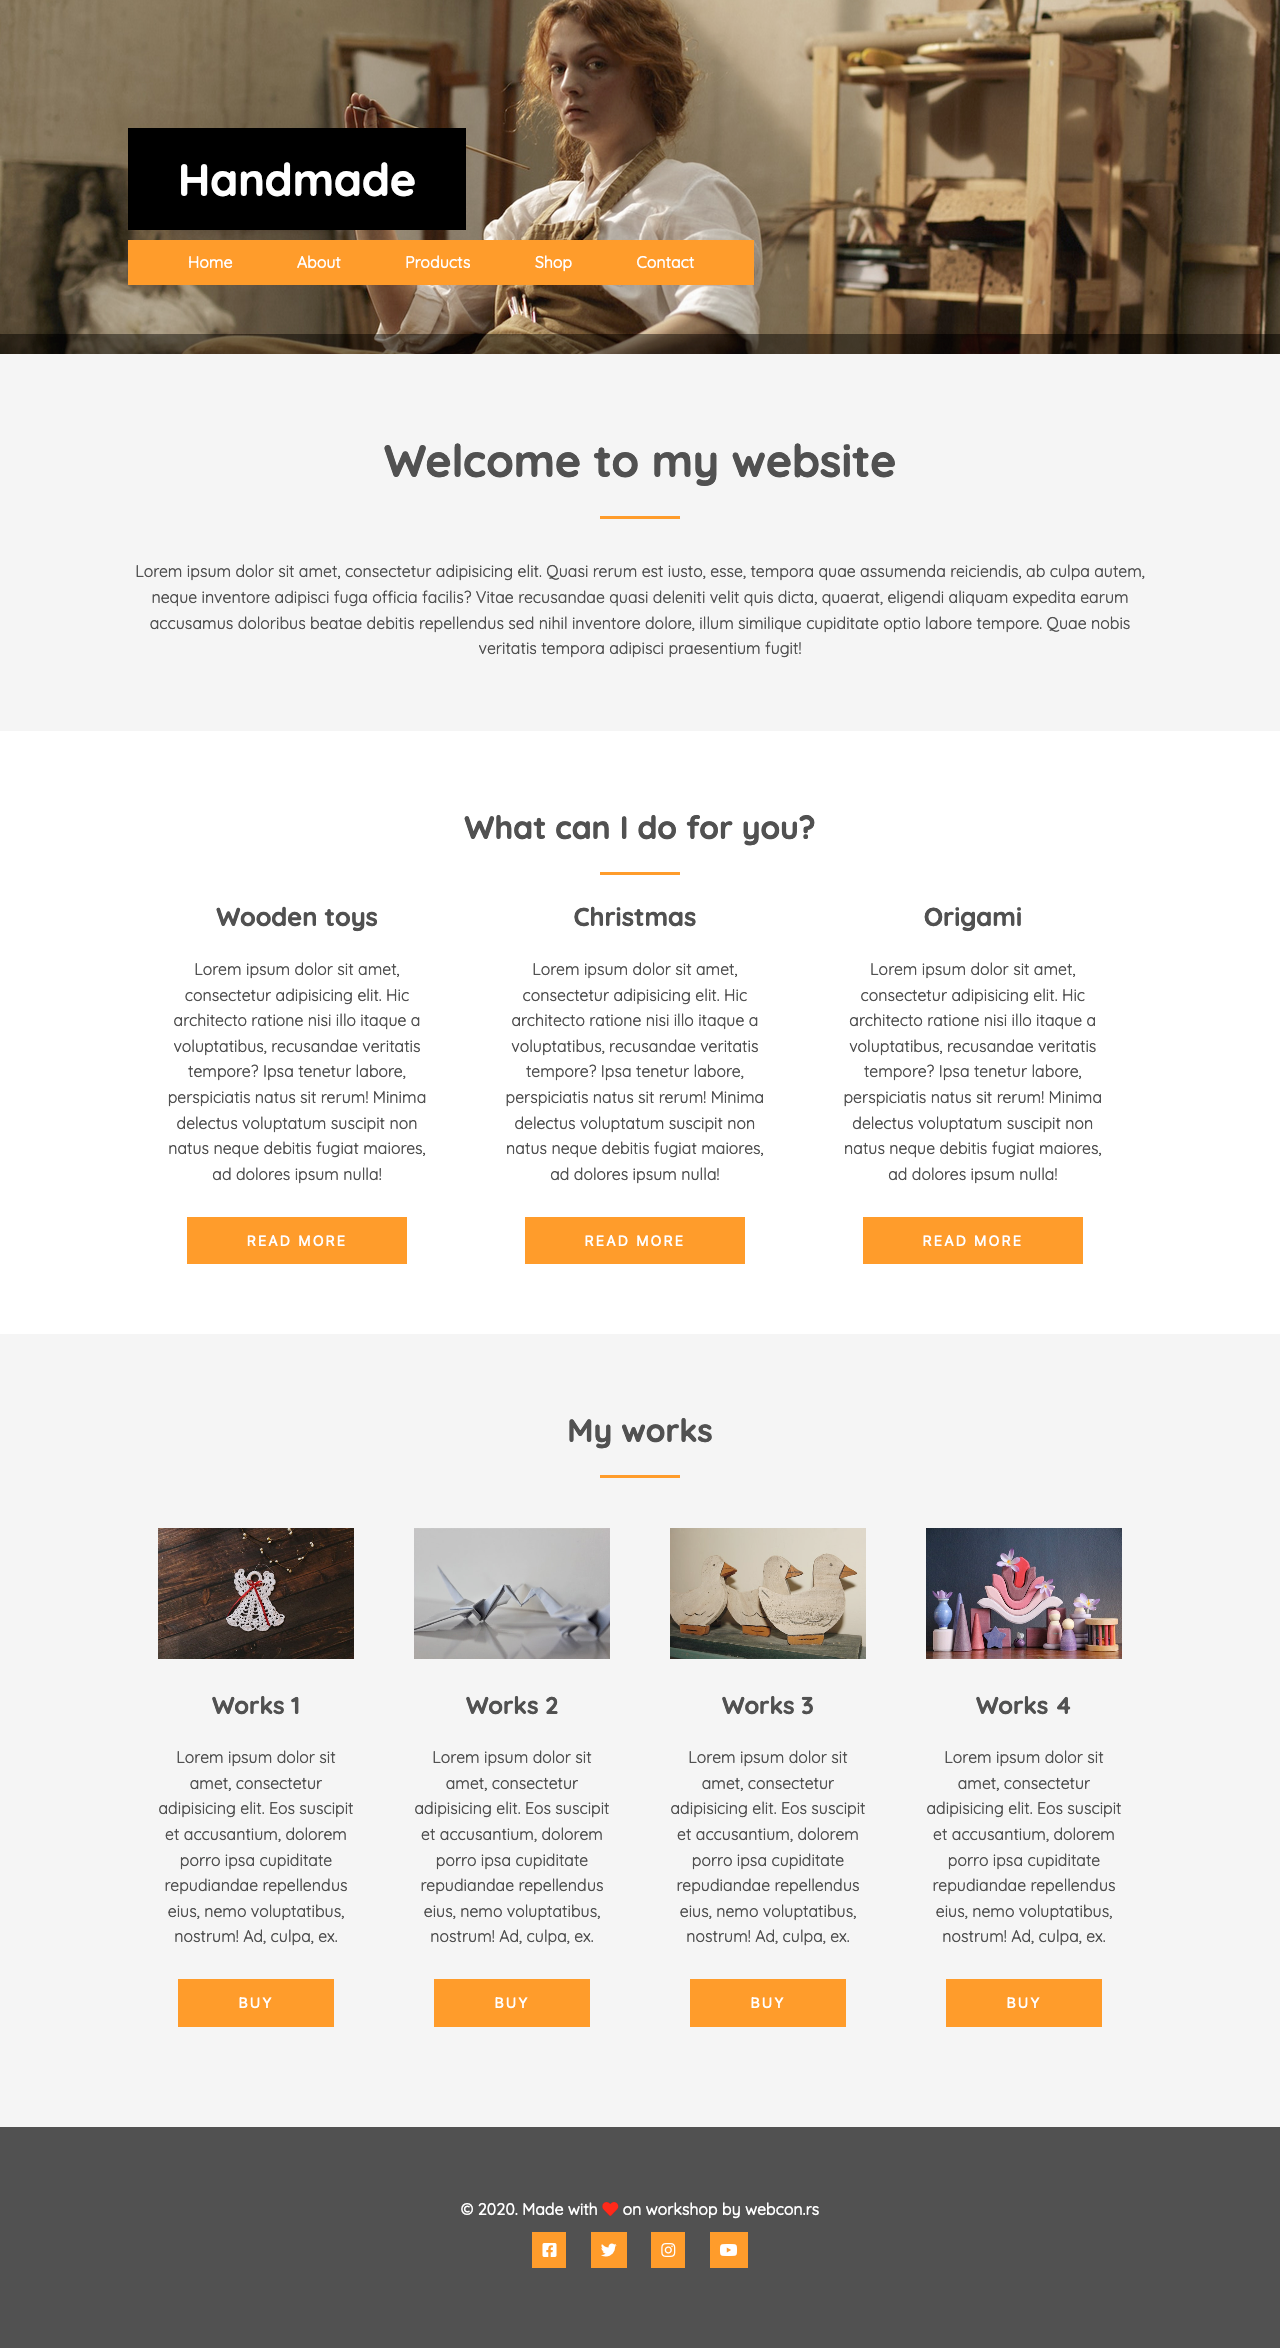 Handmade
Home About Products Shop Contact
Welcome to my website
Lorem ipsum dolor sit amet, consectetur adipisicing elit. Quasi rerum est iusto, esse, tempora quae assumenda reiciendis, ab culpa autem,
neque inventore adipisci fuga officia facilis? Vitae recusandae quasi deleniti velit quis dicta, quaerat, eligendi aliquam expedita earum
accusamus doloribus beatae debitis repellendus sed nihil inventore dolore, illum similique cupiditate optio labore tempore. Quae nobis
veritatis tempora adipisci praesentium fugit!
What can I do for you?
Wooden toys
Lorem ipsum dolor sit amet,
consectetur adipisicing elit. Hic
architecto ratione nisi illo itaque a
voluptatibus, recusandae veritatis
tempore? Ipsa tenetur labore,
perspiciatis natus sit rerum! Minima
delectus voluptatum suscipit non
natus neque debitis fugiat maiores,
ad dolores ipsum nulla!
READ MORE
Christmas
Lorem ipsum dolor sit amet,
consectetur adipisicing elit. Hic
architecto ratione nisi illo itaque a
voluptatibus, recusandae veritatis
tempore? Ipsa tenetur labore,
perspiciatis natus sit rerum! Minima
delectus voluptatum suscipit non
natus neque debitis fugiat maiores,
ad dolores ipsum nulla!
READ MORE
Origami
Lorem ipsum dolor sit amet,
consectetur adipisicing elit. Hic
architecto ratione nisi illo itaque a
voluptatibus, recusandae veritatis
tempore? Ipsa tenetur labore,
perspiciatis natus sit rerum! Minima
delectus voluptatum suscipit non
natus neque debitis fugiat maiores,
ad dolores ipsum nulla!
READ MORE
My works
Works 1
Lorem ipsum dolor sit
amet, consectetur
adipisicing elit. Eos suscipit
et accusantium, dolorem
porro ipsa cupiditate
repudiandae repellendus
eius, nemo voluptatibus,
nostrum! Ad, culpa, ex.
BUY
Works 2
Lorem ipsum dolor sit
amet, consectetur
adipisicing elit. Eos suscipit
et accusantium, dolorem
porro ipsa cupiditate
repudiandae repellendus
eius, nemo voluptatibus,
nostrum! Ad, culpa, ex.
BUY
Works 3
Lorem ipsum dolor sit
amet, consectetur
adipisicing elit. Eos suscipit
et accusantium, dolorem
porro ipsa cupiditate
repudiandae repellendus
eius, nemo voluptatibus,
nostrum! Ad, culpa, ex.
BUY
Works 4
Lorem ipsum dolor sit
amet, consectetur
adipisicing elit. Eos suscipit
et accusantium, dolorem
porro ipsa cupiditate
repudiandae repellendus
eius, nemo voluptatibus,
nostrum! Ad, culpa, ex.
BUY
© 2020. Made with ❤ on workshop by webcon.rs